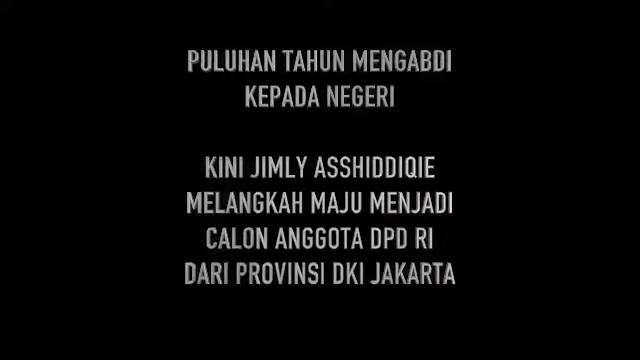 PULUHAN TAHUN MENGABDI
KEPADA NEGERI
KINI JIMLY ASSHIDDIQIE
MELANGKAH MAJU MENJADI
CALON ANGGOTA DPD RI
DARI PROVINSI DKI JAKARTA